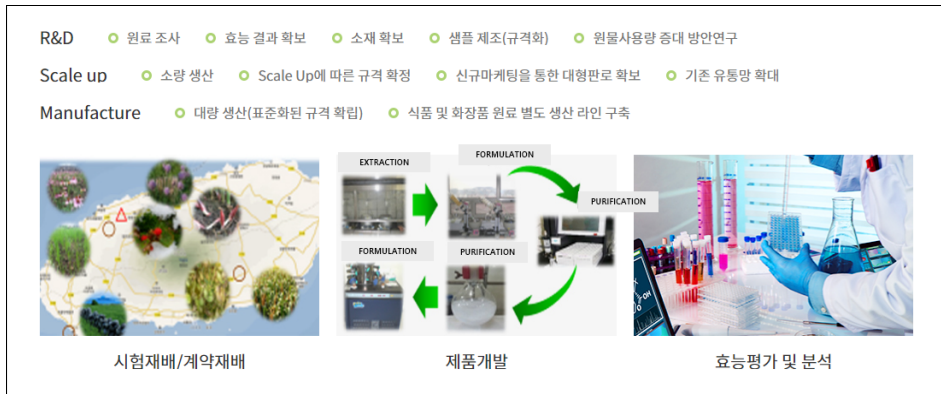 R&D 원료 조사 효능 결과 확보 소재 확보 샘플 제조(규격화) 원물사용량 증대 방안연구
Scale up 소량 생산 Scale Up에 따른 규격 확정 신규마케팅을 통한 대형판로 확보 기존 유통망 확대
Manufacture 대량 생산(표준화된 규격 확립) 식품 및 화장품 원료 별도 생산 라인 구축
EXTRACTION
FORMULATION
PURIFICATION
FORMULATION
PURIFICATION
OH
시험재배/계약재배
제품개발
효능평가 및 분석